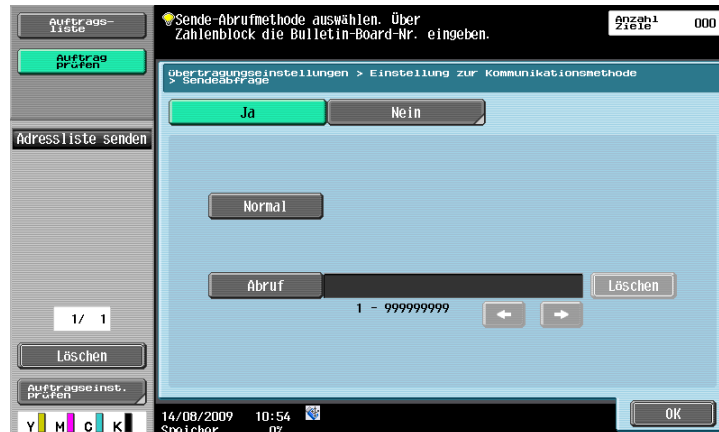 Auftrags-
liste
Auftrag
prüfen
Sende-Abrufmethode auswählen. Über
Zahlenblock die Bulletin-Board-Nr. eingeben.
Anzahl
Ziele
000
Übertragungseinstellungen > Einstellung zur Kommunikationsmethode
> Sendeabfrage
Ja
Nein
Adressliste senden
Normal
Abruf
Löschen
1 - 999999999
1/ 1
Löschen
Auftragseinst.
prüfen
Y M C K
14/08/2009 10:54
Speicher 0%
OK